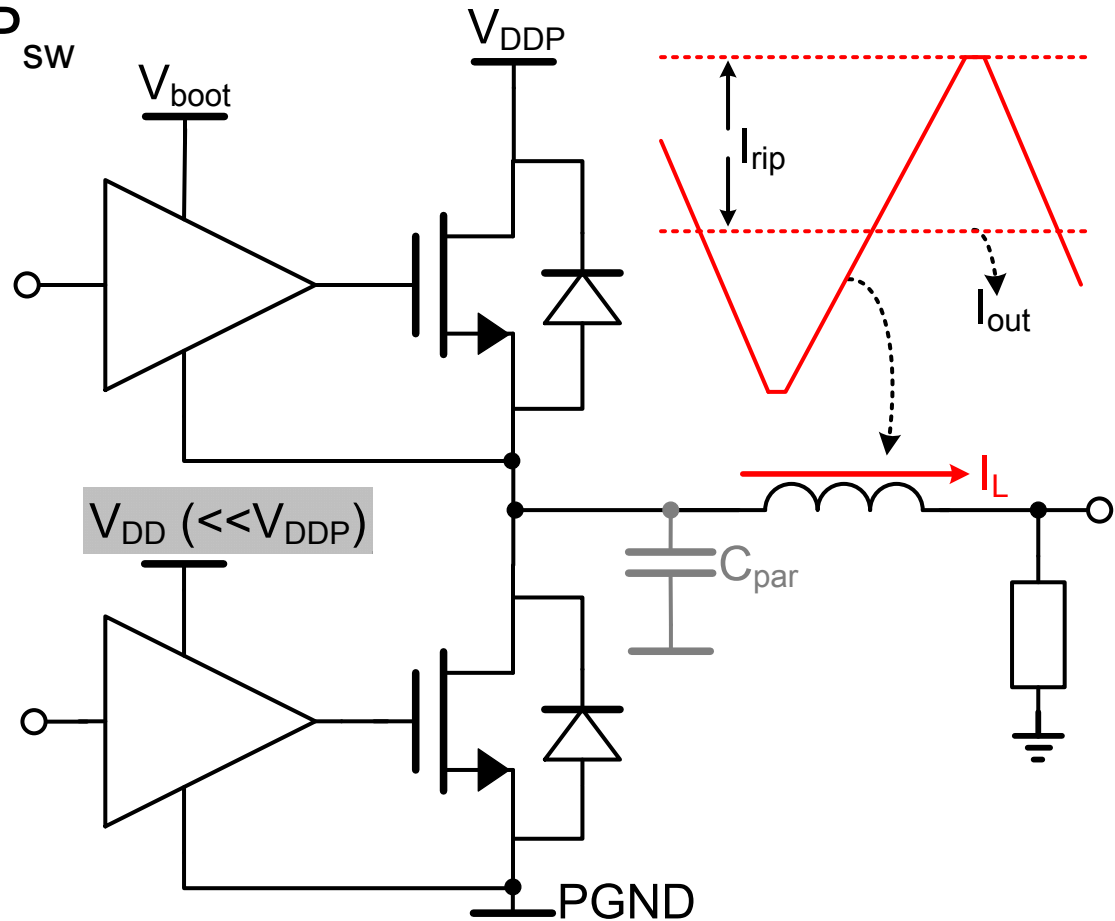 P_sw
V_DDP
V_boot
I_rip
I_out
I_L
V_DD (<<V_DDP)
C_par
PGND